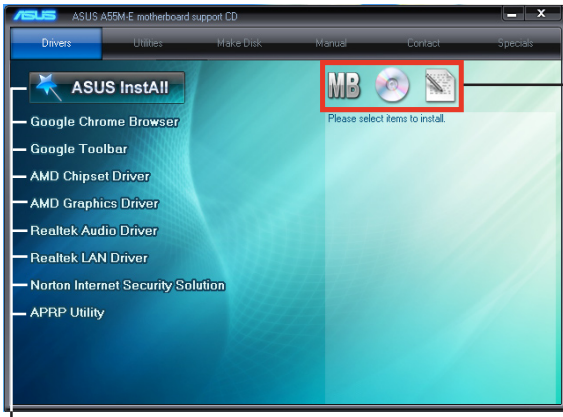 ASUS ASUS A55M-E motherboard support CD
Drivers Utilities Make Disk Manual Contact Specials
ASUS InstAll
MB
Google Chrome Browser
Please select items to install.
Google Toolbar
AMD Chipset Driver
AMD Graphics Driver
Realtek Audio Driver
Realtek LAN Driver
Norton Internet Security Solution
APRP Utility